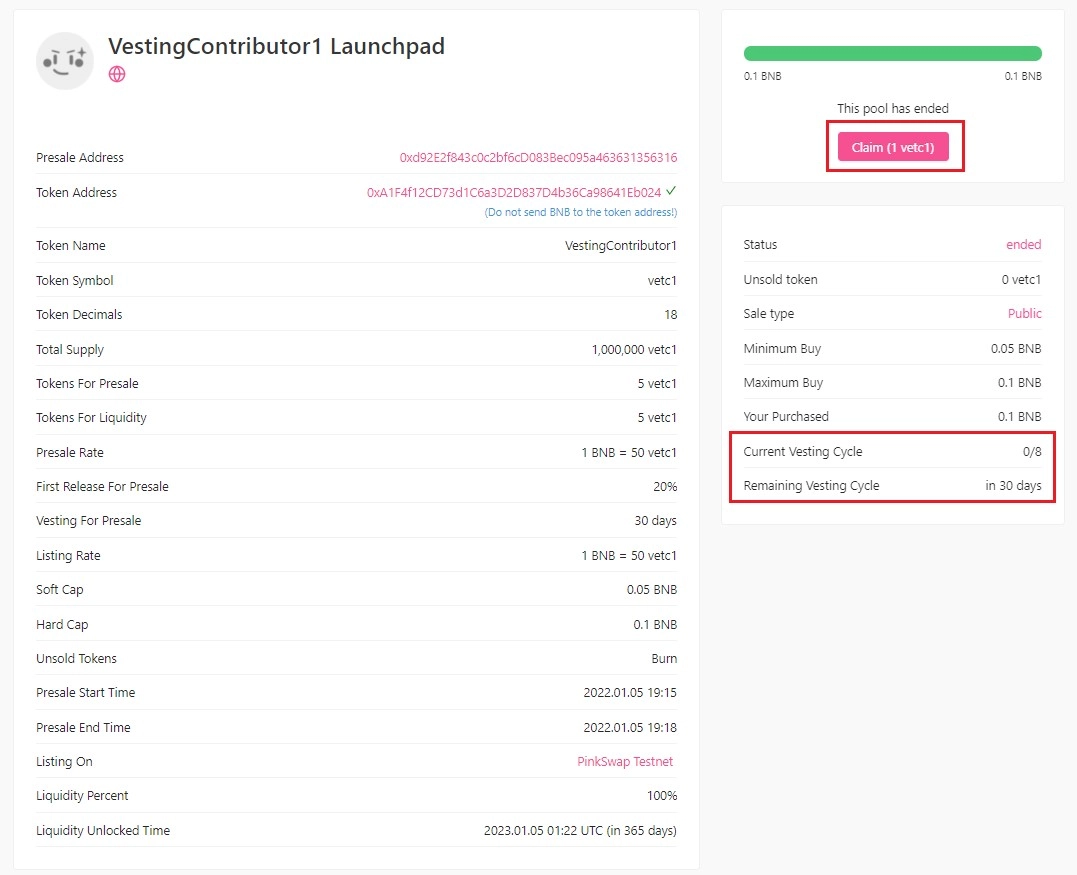 VestingContributor1 Launchpad
Presale Address 0xd92E2f843c0c2bf6cD083Bec095a463631356316
Token Address 0xA1F4f12CD73d1C6a3D2D837D4b36Ca98641Eb024
(Do not send BNB to the token address!)
Token Name VestingContributor1
Token Symbol vetc1
Token Decimals 18
Total Supply 1,000,000 vetc1
Tokens For Presale 5 vetc1
Tokens For Liquidity 5 vetc1
Presale Rate 1 BNB = 50 vetc1
First Release For Presale 20%
Vesting For Presale 30 days
Listing Rate 1 BNB = 50 vetc1
Soft Cap 0.05 BNB
Hard Cap 0.1 BNB
Unsold Tokens Burn
Presale Start Time 2022.01.05 19:15
Presale End Time 2022.01.05 19:18
Listing On PinkSwap Testnet
Liquidity Percent 100%
Liquidity Unlocked Time 2023.01.05 01:22 UTC (in 365 days)
0.1 BNB 0.1 BNB
This pool has ended
Claim (1 vetc1)
Status ended
Unsold token 0 vetc1
Sale type Public
Minimum Buy 0.05 BNB
Maximum Buy 0.1 BNB
Your Purchased 0.1 BNB
Current Vesting Cycle 0/8
Remaining Vesting Cycle in 30 days